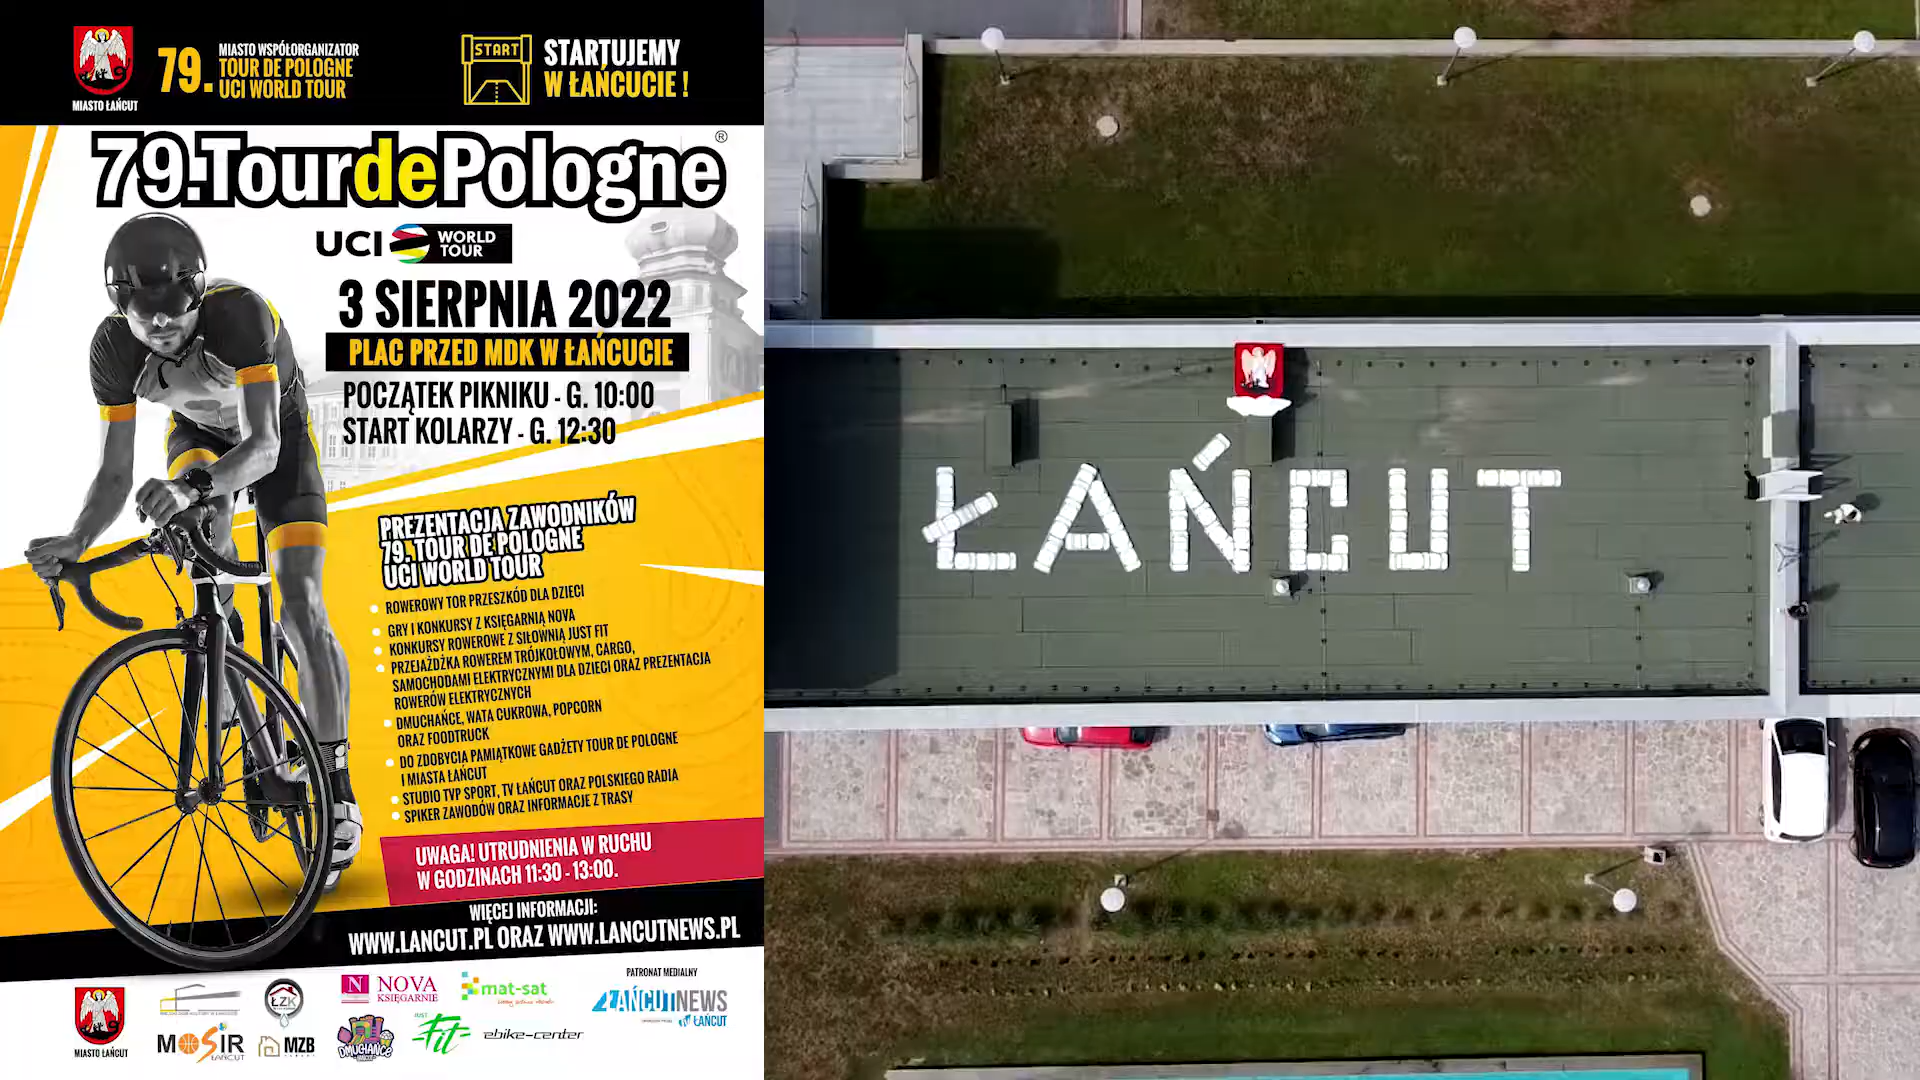 MIASTO ŁAŃCUT
79.
MIASTO WSPÓŁORGANIZATOR
TOUR DE POLOGNE
UCI WORLD TOUR
START
STARTUJEMY
W ŁAŃCUCIE !
79.TourdePologne®
UCI WORLD TOUR
3 SIERPNIA 2022
PLAC PRZED MDK W ŁAŃCUCIE
POCZĄTEK PIKNIKU - G. 10:00
START KOLARZY - G. 12:30
PREZENTACJA ZAWODNIKÓW
79. TOUR DE POLOGNE
UCI WORLD TOUR
ROWEROWY TOR PRZESZKÓD DLA DZIECI
GRY I KONKURSY Z KSIĘGARNIĄ NOVA
KONKURSY ROWEROWE Z SIŁOWNIĄ JUST FIT
PRZEJAŻDŻKA ROWEREM TRÓJKOŁOWYM, CARGO,
SAMOCHODAMI ELEKTRYCZNYMI DLA DZIECI ORAZ PREZENTACJA
ROWERÓW ELEKTRYCZNYCH
DMUCHAŃCE, WATA CUKROWA, POPCORN
ORAZ FOODTRUCK
DO ZDOBYCIA PAMIĄTKOWE GADŻETY TOUR DE POLOGNE
I MIASTA ŁAŃCUT
STUDIO TVP SPORT, TV ŁAŃCUT ORAZ POLSKIEGO RADIA
SPIKER ZAWODÓW ORAZ INFORMACJE Z TRASY
UWAGA! UTRUDNIENIA W RUCHU
W GODZINACH 11:30 - 13:00.
WIĘCEJ INFORMACJI:
WWW.LANCUT.PL ORAZ WWW.LANCUTNEWS.PL
MIASTO ŁAŃCUT
MOSiR
ŁAŃCUT
ŁZK
MZB
N NOVA
KSIĘGARNIE
DMUCHAŃCE
mat-sat
JUST
Fit
ebike-center
PATRONAT MEDIALNY
ŁAŃCUTNEWS
TV ŁAŃCUT
ŁAŃCUT